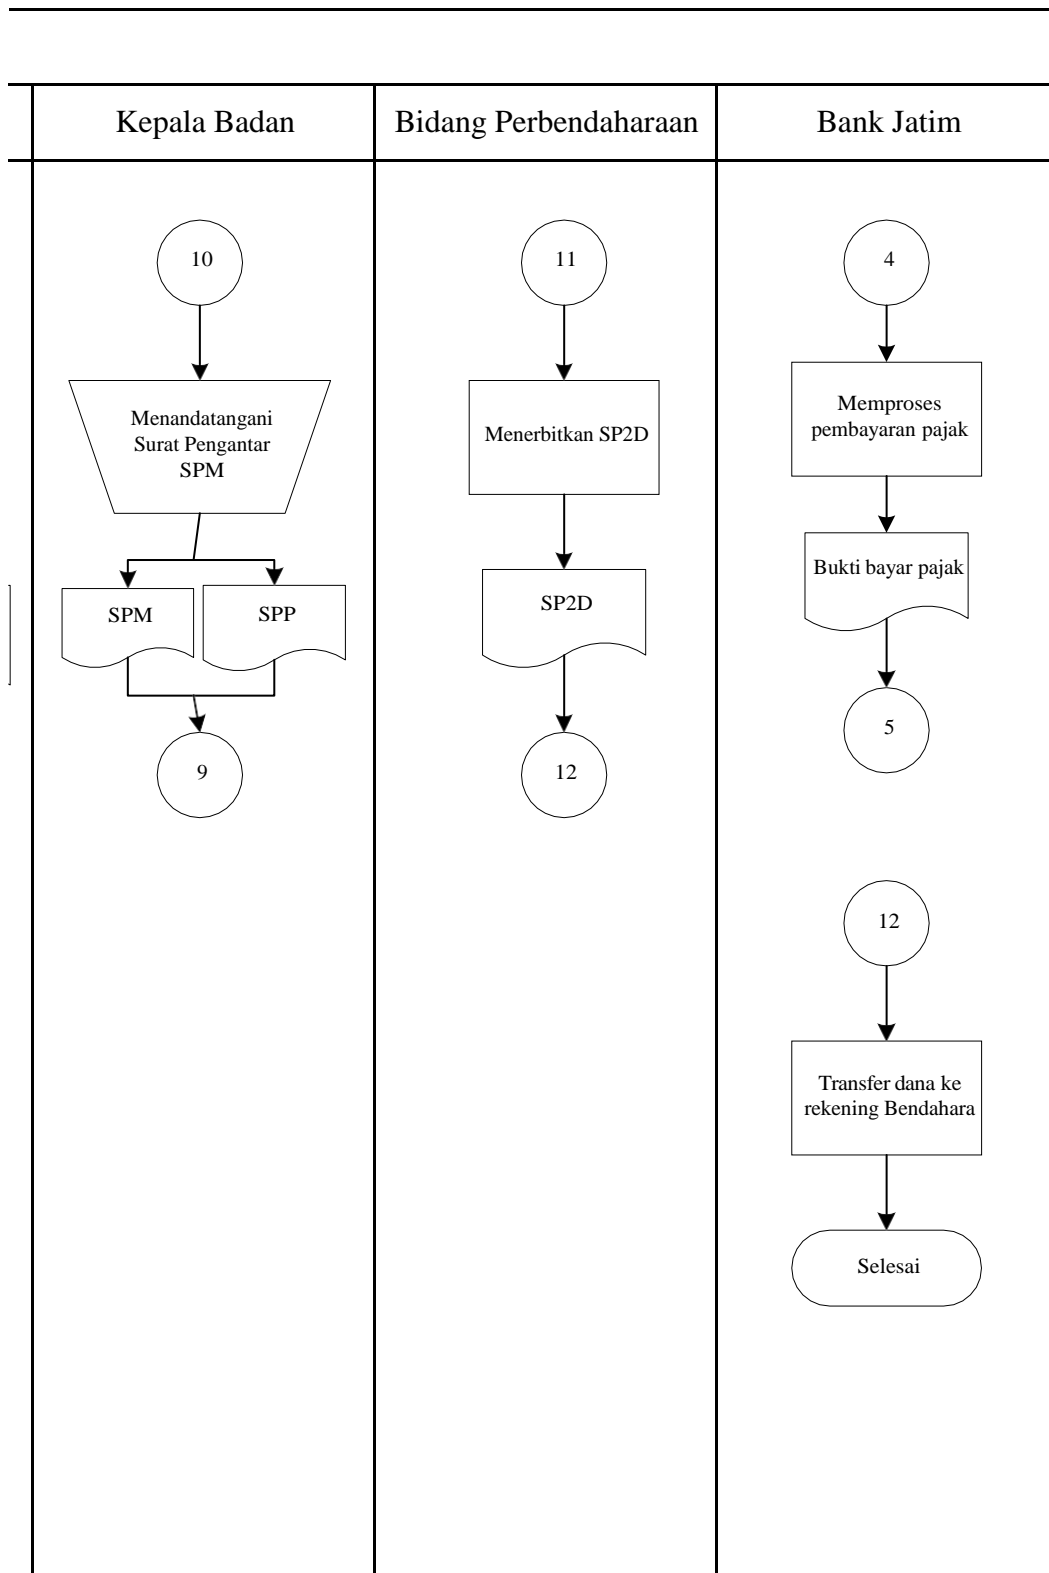 Kepala Badan
Bidang Perbendaharaan
Bank Jatim
10
Menandatangani
Surat Pengantar
SPM
SPM
SPP
9
11
Menerbitkan SP2D
SP2D
12
4
Memproses
pembayaran pajak
Bukti bayar pajak
5
12
Transfer dana ke
rekening Bendahara
Selesai